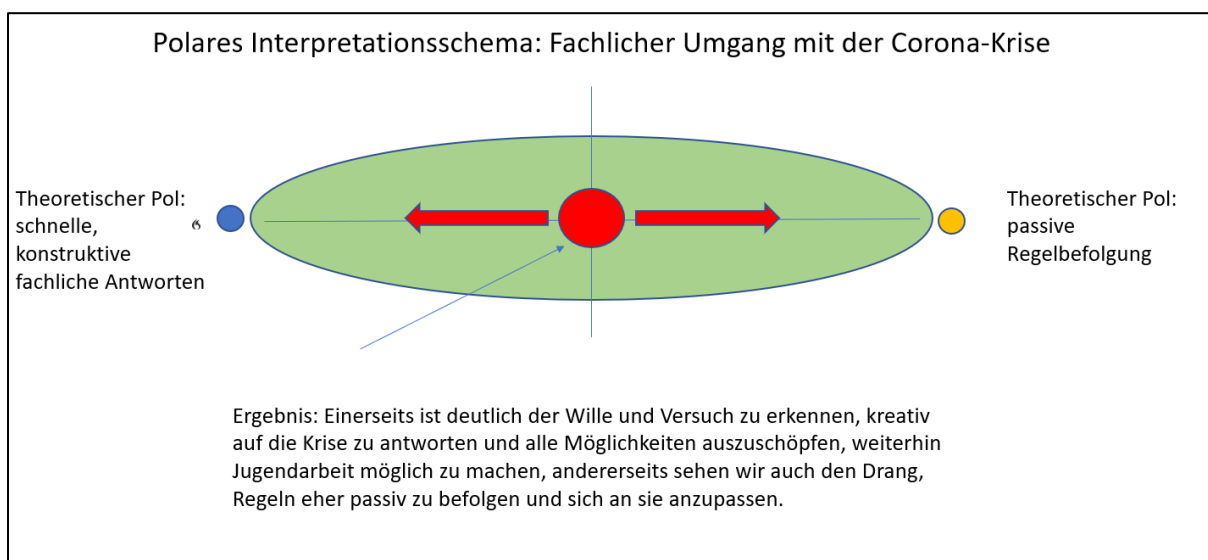 Polares Interpretationsschema: Fachlicher Umgang mit der Corona-Krise
Theoretischer Pol:
schnelle,
konstruktive
fachliche Antworten
Theoretischer Pol:
passive
Regelbefolgung
Ergebnis: Einerseits ist deutlich der Wille und Versuch zu erkennen, kreativ
auf die Krise zu antworten und alle Möglichkeiten auszuschöpfen, weiterhin
Jugendarbeit möglich zu machen, andererseits sehen wir auch den Drang,
Regeln eher passiv zu befolgen und sich an sie anzupassen.